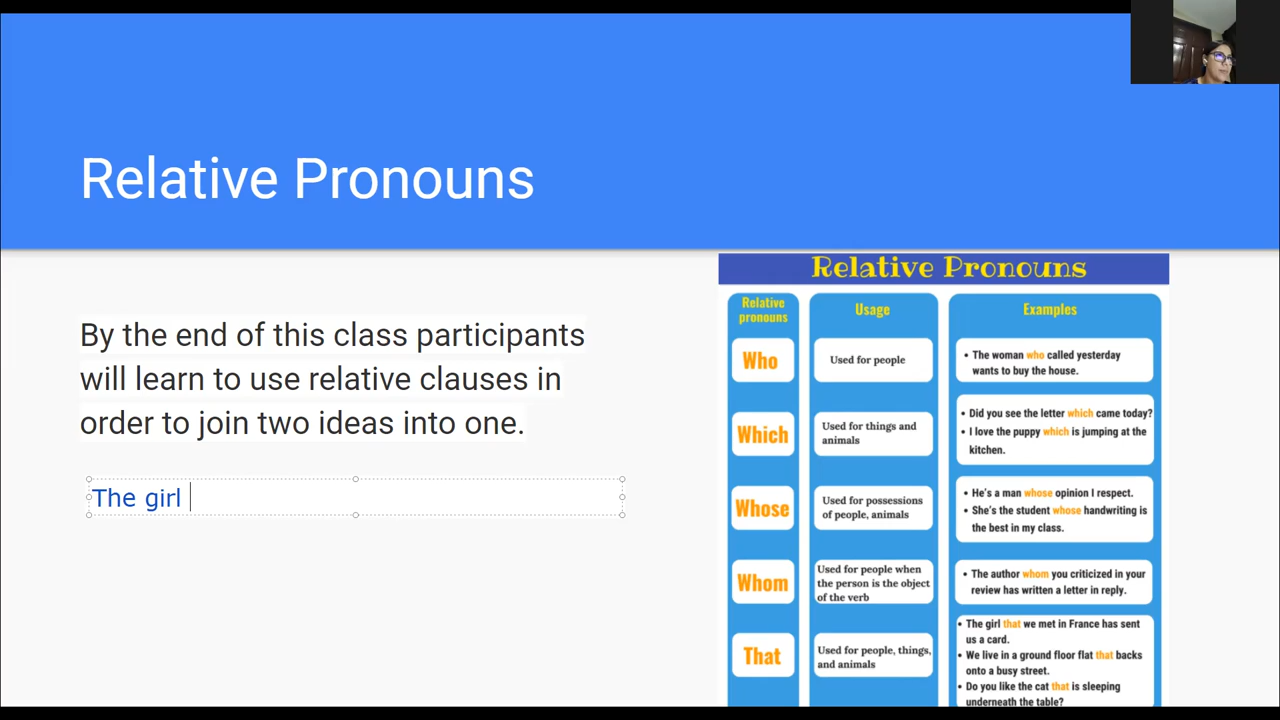 Relative Pronouns
By the end of this class participants
will learn to use relative clauses in
order to join two ideas into one.
The girl
Relative Pronouns
Relative
pronouns
Usage
Examples
Who
Used for people
• The woman who called yesterday
wants to buy the house.
Which
Used for things and
animals
• Did you see the letter which came today?
• I love the puppy which is jumping at the
kitchen.
Whose
Used for possessions
of people, animals
• He's a man whose opinion I respect.
• She's the student whose handwriting is
the best in my class.
Whom
Used for people when
the person is the object
of the verb
• The author whom you criticized in your
review has written a letter in reply.
That
Used for people, things,
and animals
• The girl that we met in France has sent
us a card.
• We live in a ground floor flat that backs
onto a busy street.
• Do you like the cat that is sleeping
underneath the table?